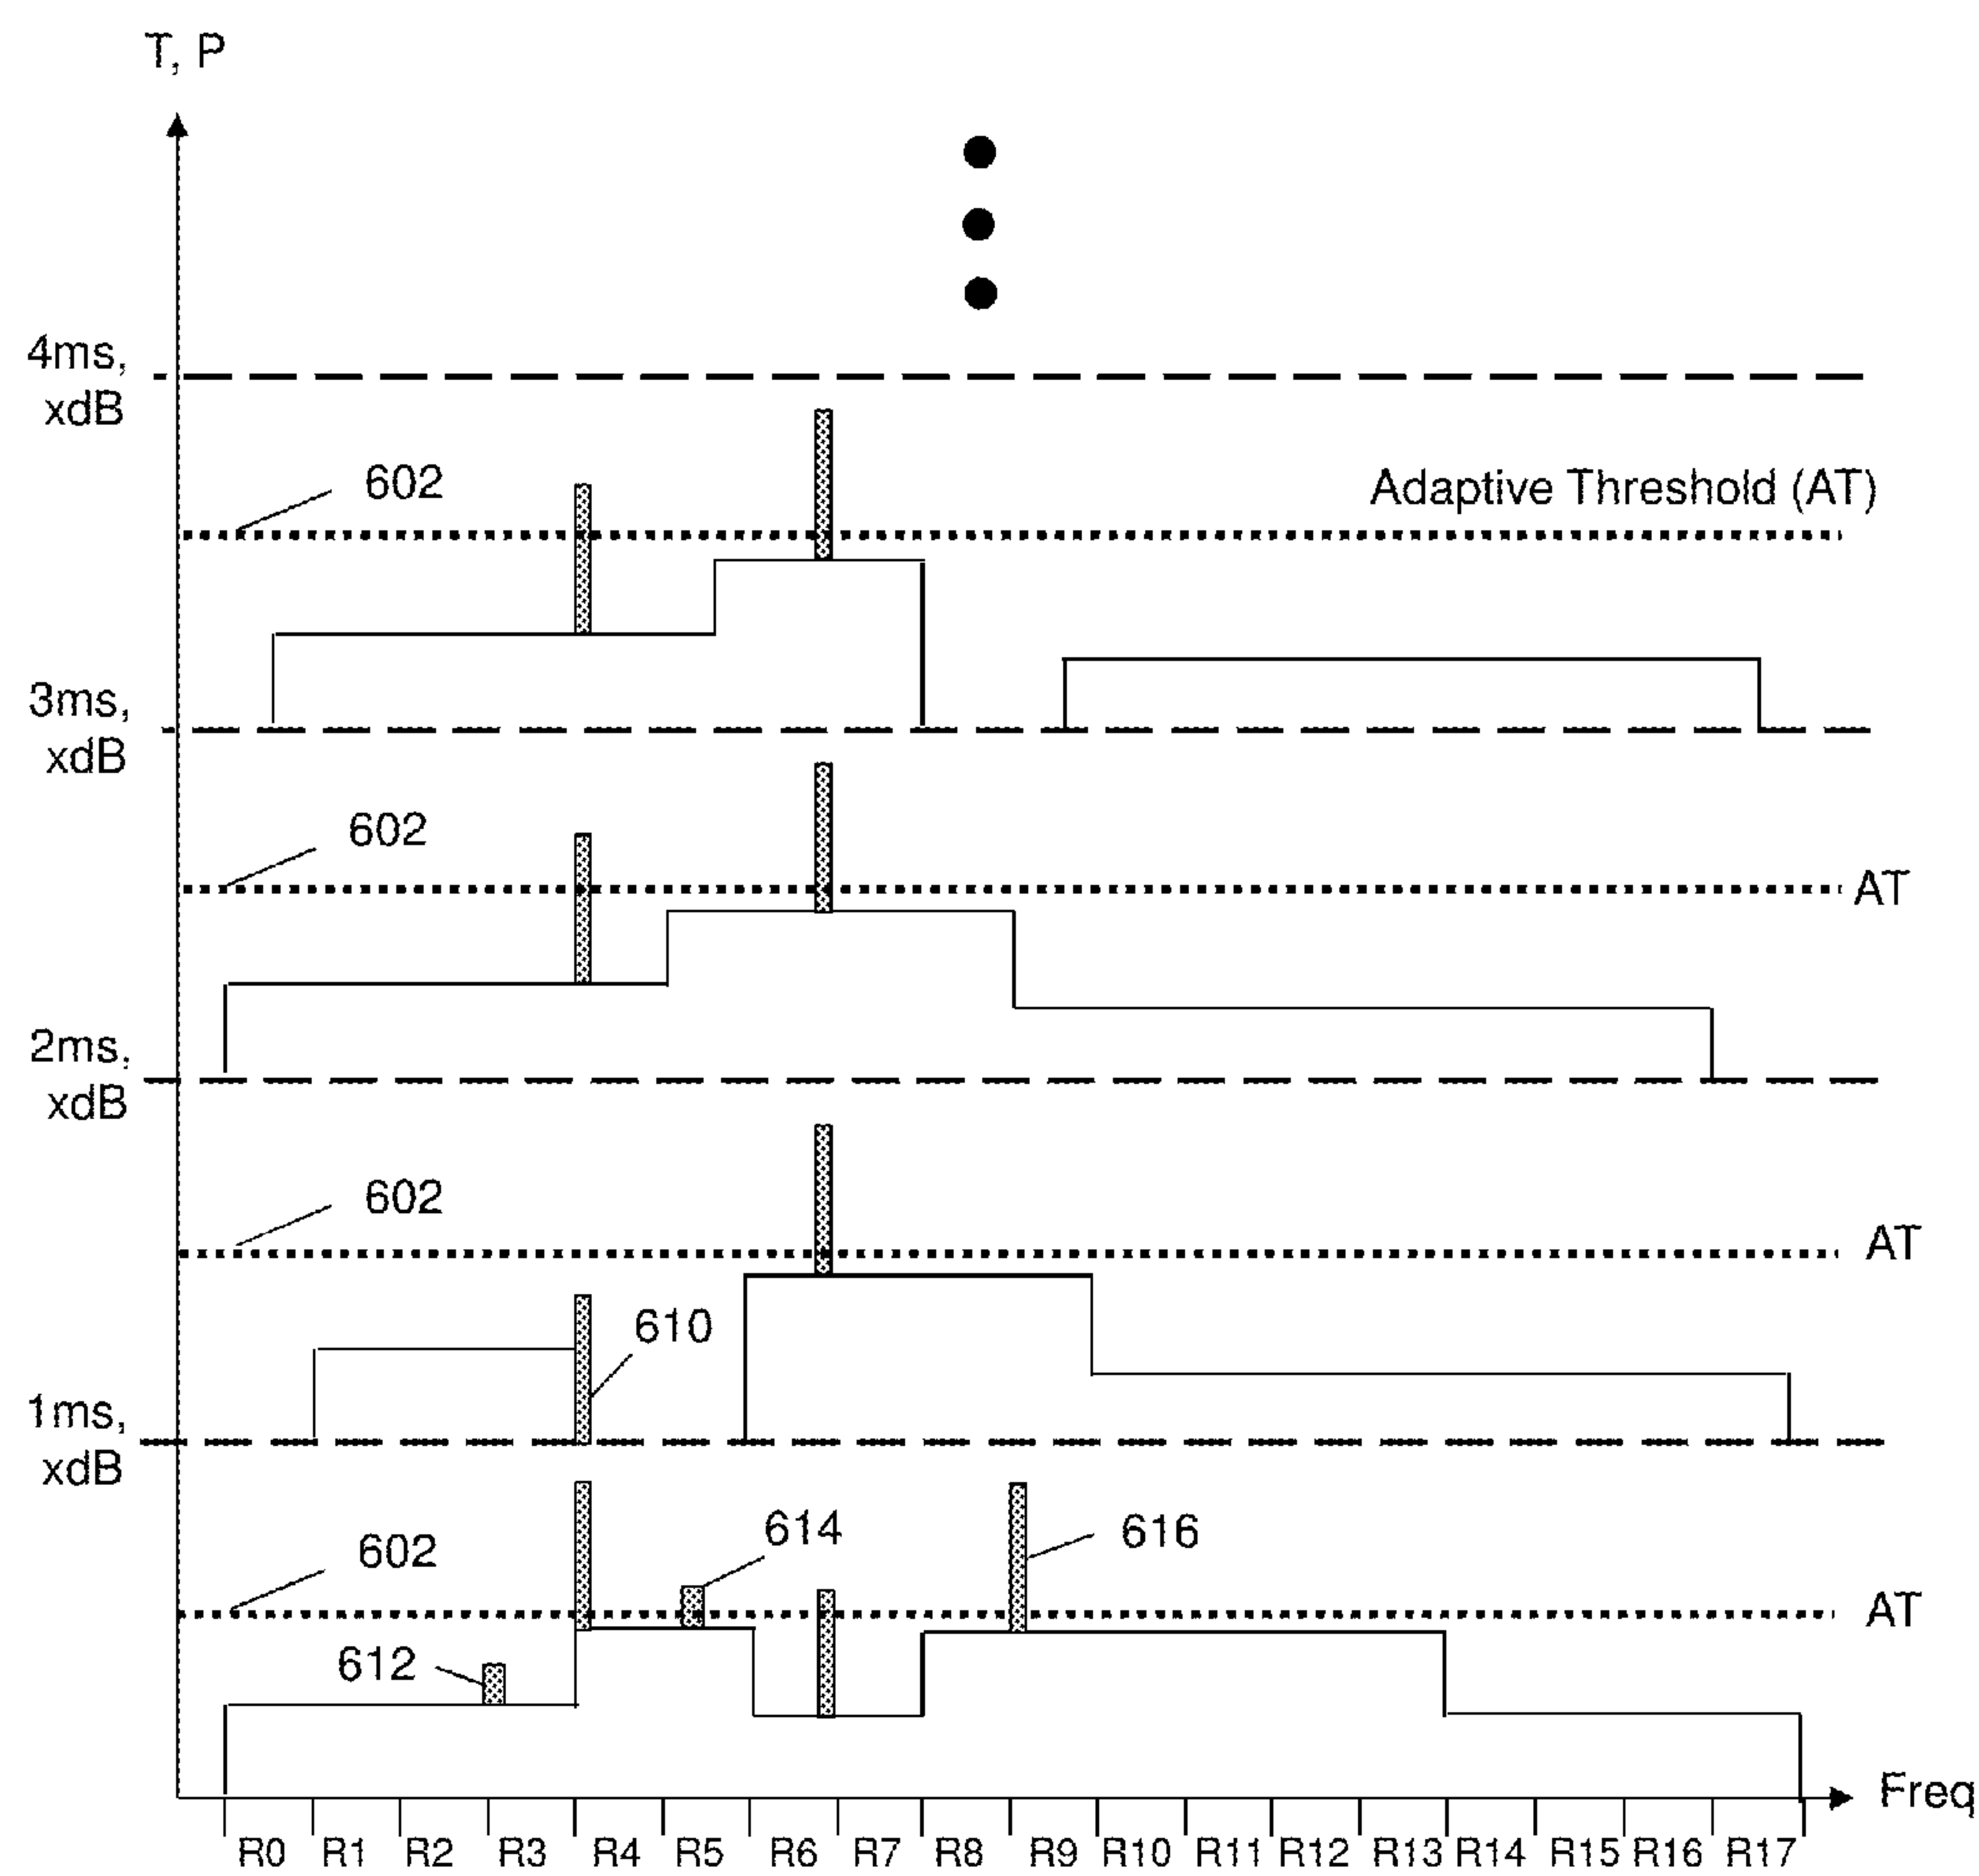 T, P
4ms,
xdB
602
Adaptive Threshold (AT)
3ms,
xdB
602
AT
2ms,
xdB
602
AT
610
1ms,
xdB
614
616
602
AT
612
Freq
R0 R1 R2 R3 R4 R5 R6 R7 R8 R9 R10 R11 R12 R13 R14 R15 R16 R17